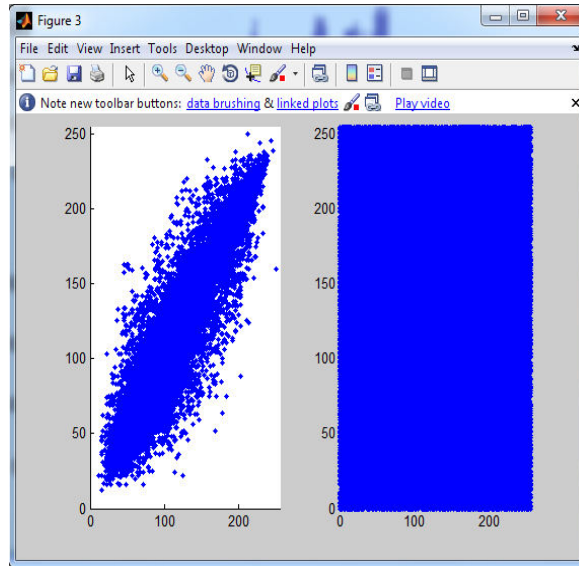 Figure 3
File Edit View Insert Tools Desktop Window Help
Note new toolbar buttons: data brushing & linked plots Play video
250
200
150
100
50
0
0 100 200
250
200
150
100
50
0
0 100 200